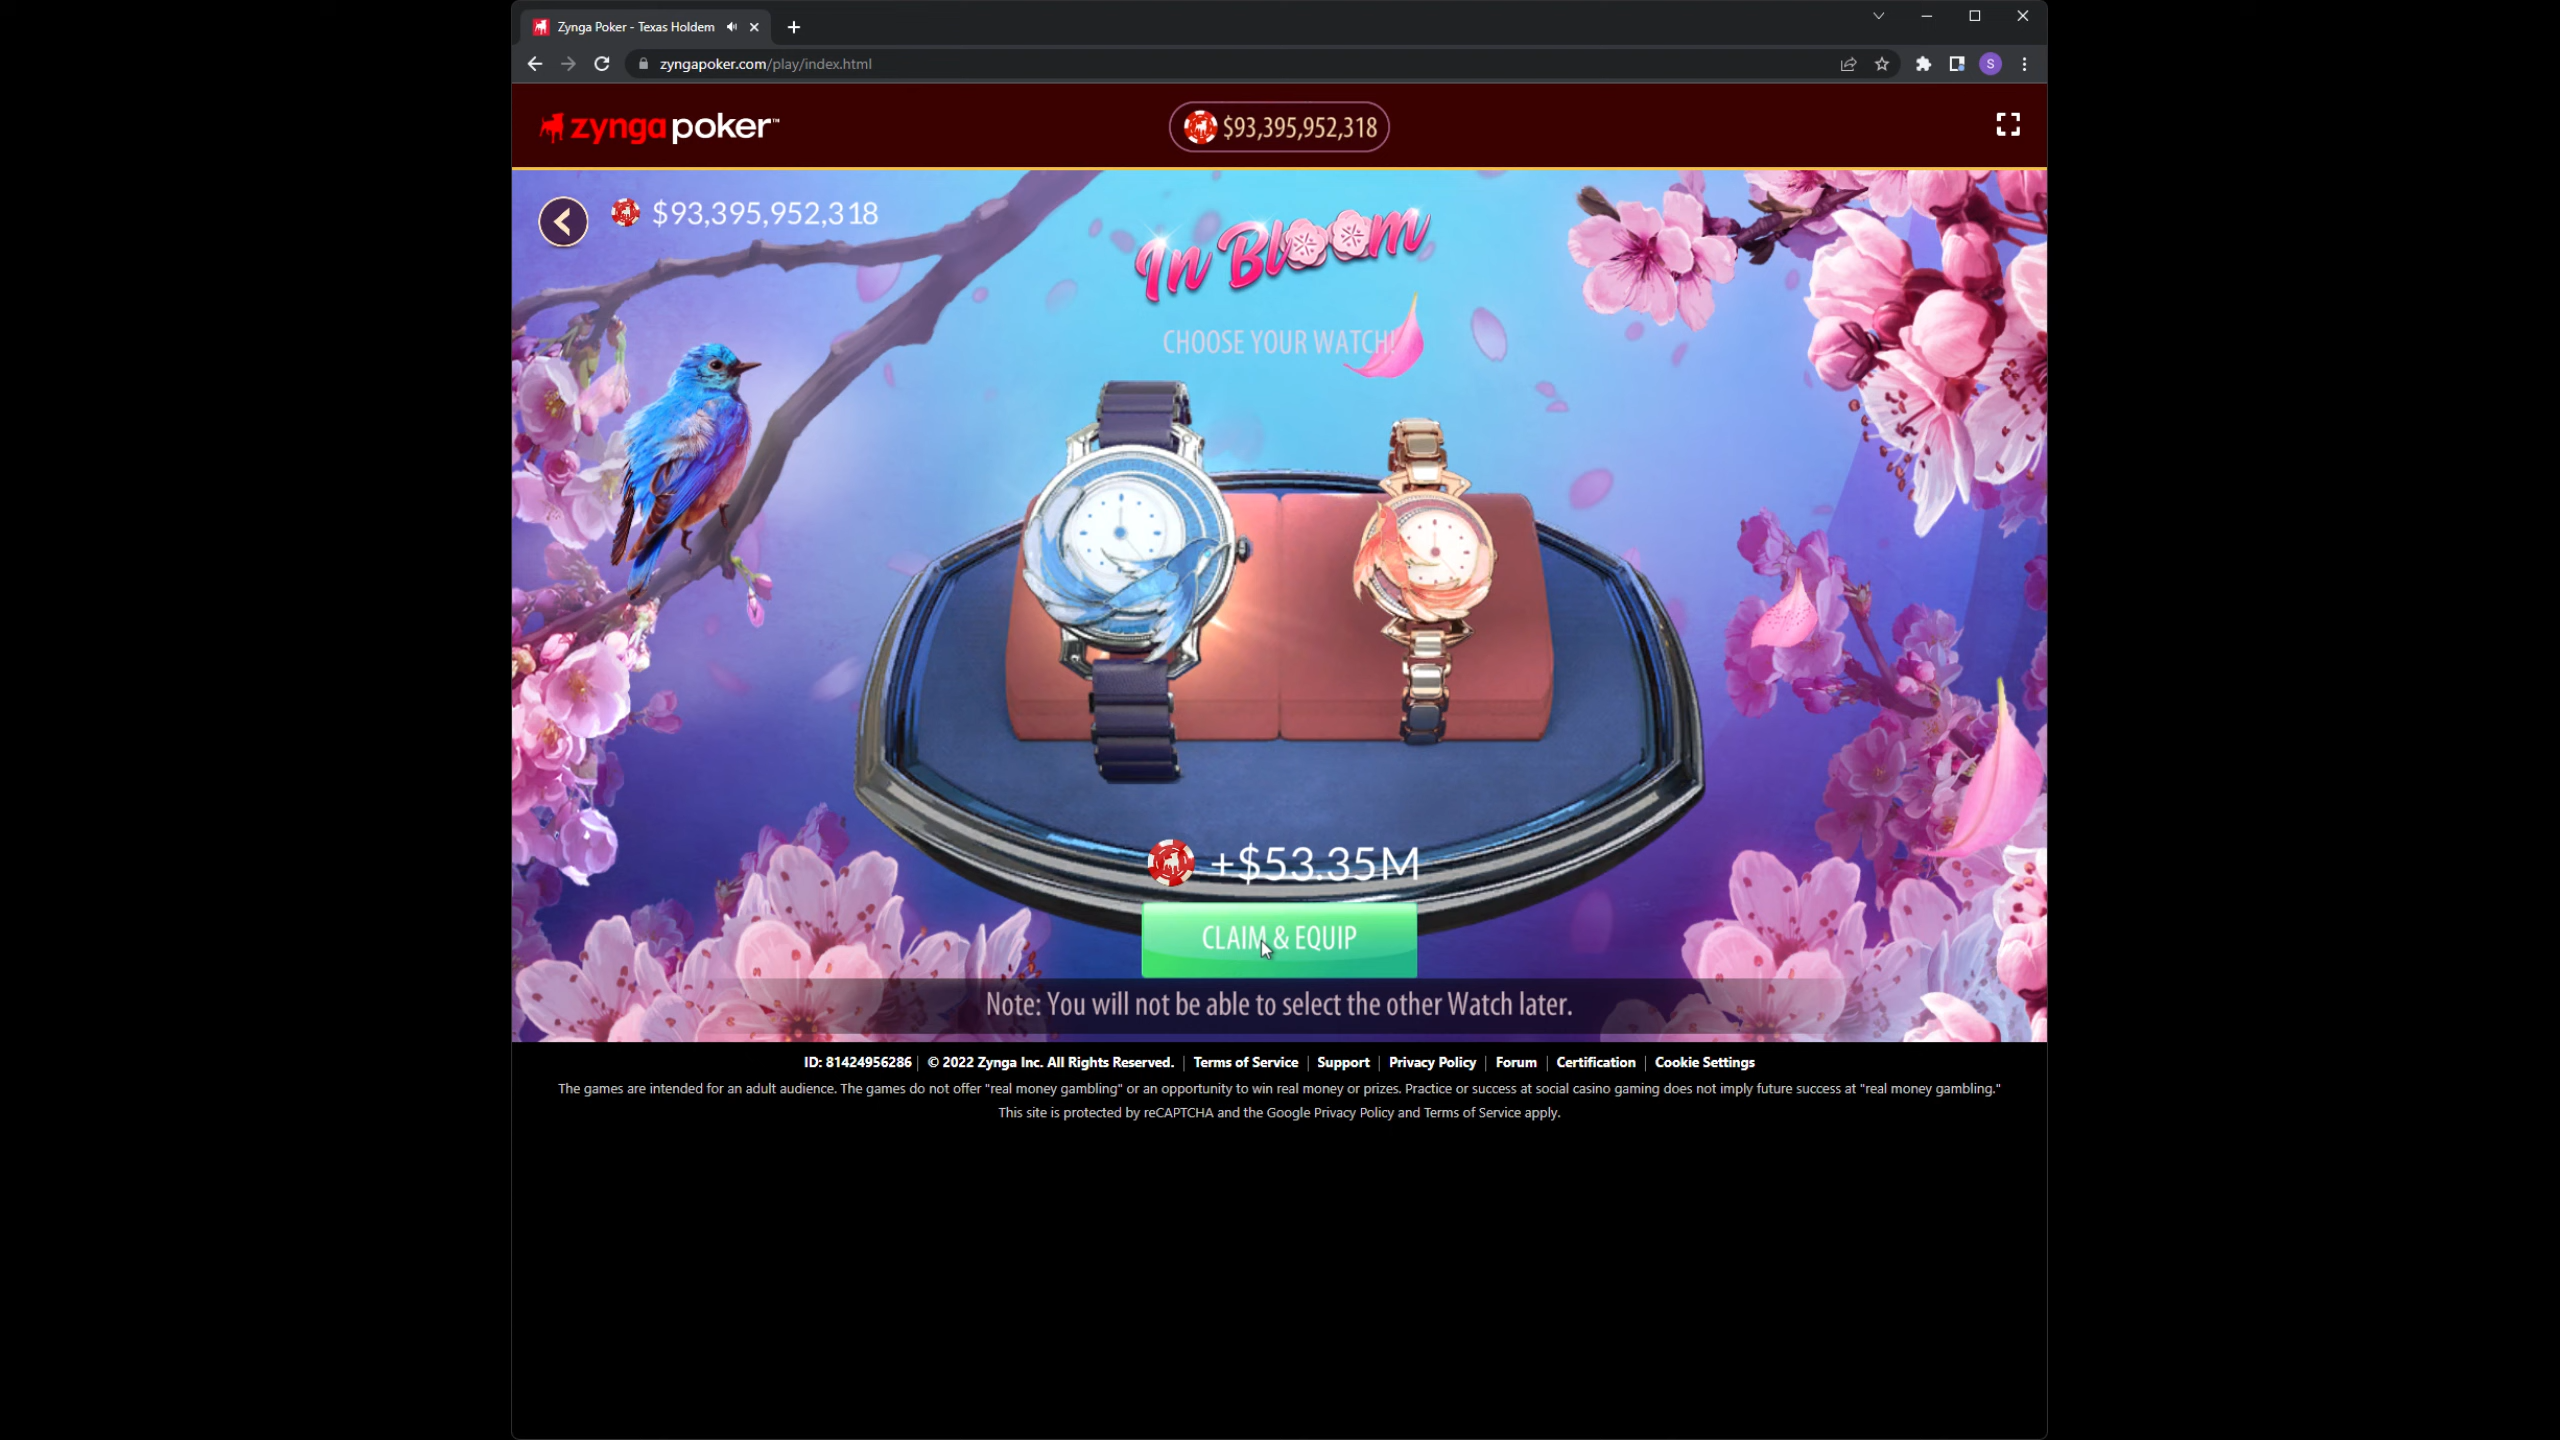 Zynga Poker - Texas Holdem
zyngapoker.com/play/index.html
S
zyngapoker™
$93,395,952,318
$93,395,952,318
In Bloom
CHOOSE YOUR WATCH!
+$53.35M
CLAIM & EQUIP
Note: You will not be able to select the other Watch later.
ID: 81424956286 | © 2022 Zynga Inc. All Rights Reserved. | Terms of Service | Support | Privacy Policy | Forum | Certification | Cookie Settings
The games are intended for an adult audience. The games do not offer "real money gambling" or an opportunity to win real money or prizes. Practice or success at social casino gaming does not imply future success at "real money gambling."
This site is protected by reCAPTCHA and the Google Privacy Policy and Terms of Service apply.